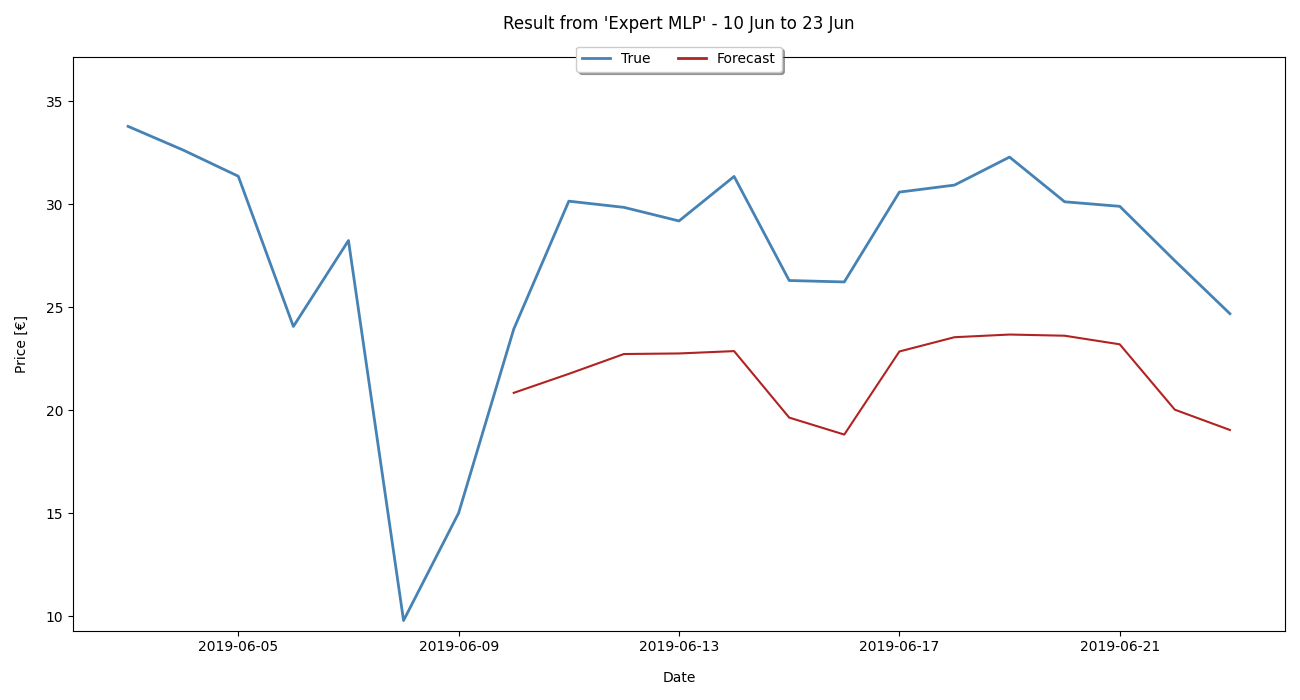 Result from 'Expert MLP' - 10 Jun to 23 Jun
True Forecast
Price [€]
35
30
25
20
15
10
2019-06-05 2019-06-09 2019-06-13 2019-06-17 2019-06-21
Date